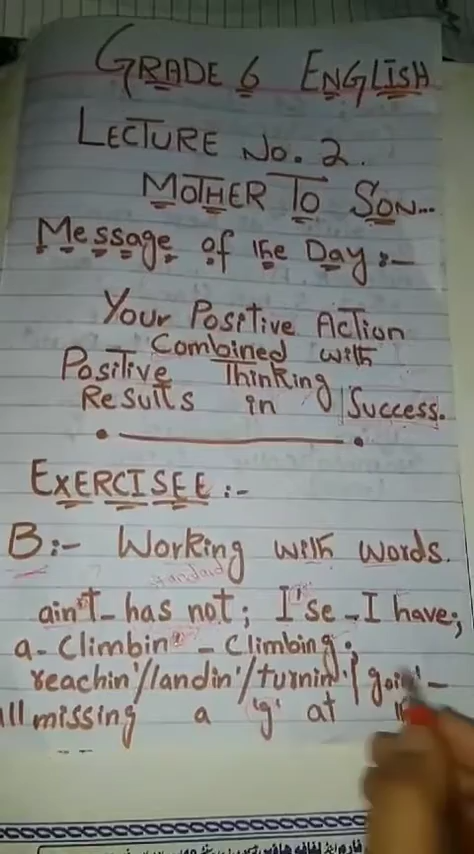 GRADE 6 ENGLISH
LECTURE No. 2.
MOTHER TO SON...
Message of the Day:-
Your Positive Action
Combined with
Positive Thinking
Results in Success.
EXERCISEE:-
B:- Working with words.
standard
ain't - has not; I'se - I have;
a-Climbin' - Climbing;
reachin'/landin'/turnin'/goin' -
all missing a 'g' at